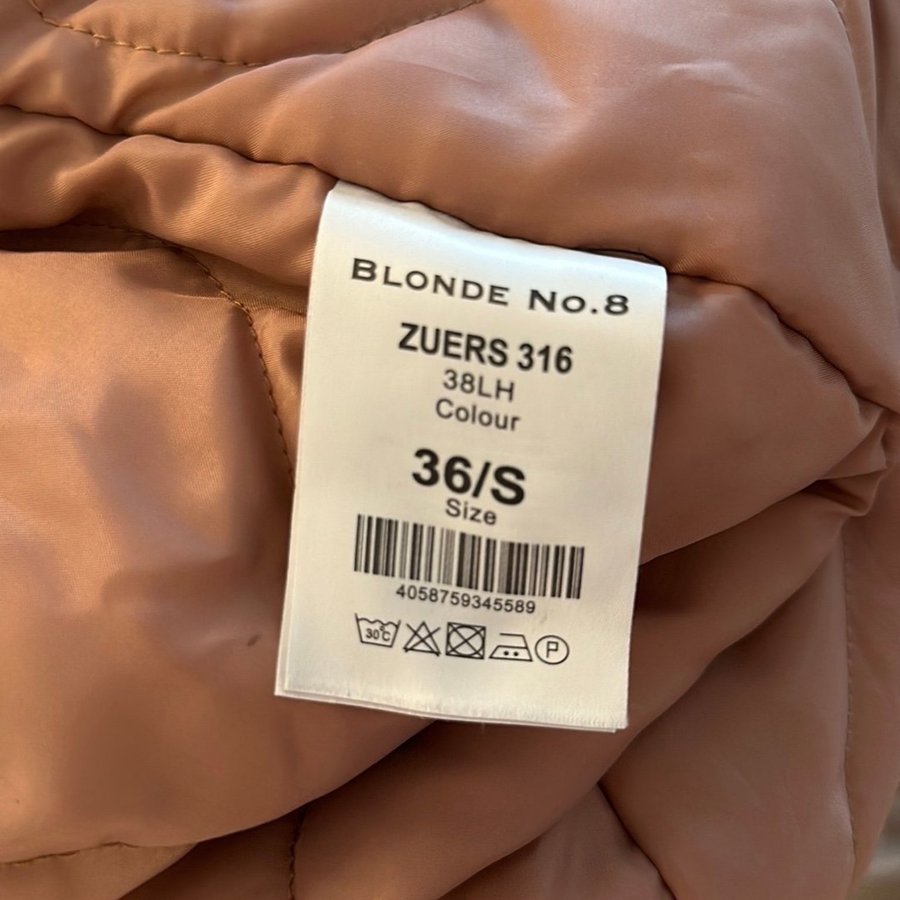 BLONDE NO.8
ZUERS 316
38LH
Colour
36/S
Size
4058759345589
30°C
P